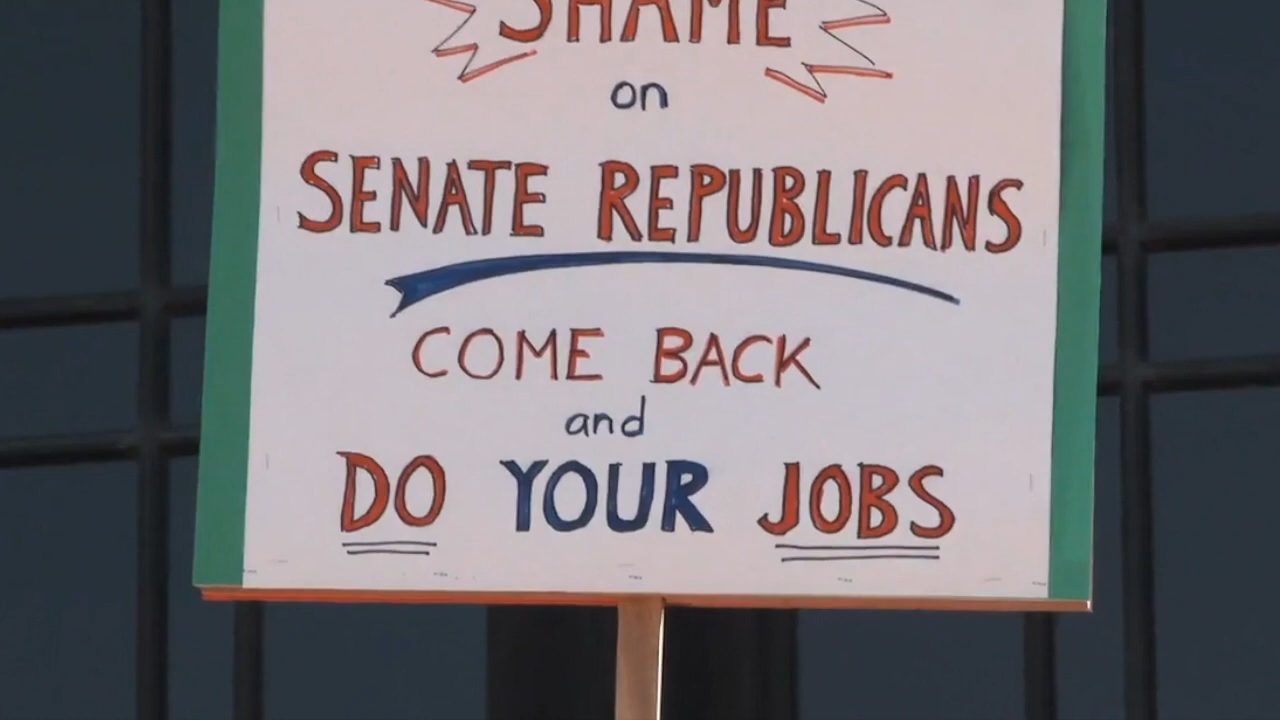 SHAME
on
SENATE REPUBLICANS
COME BACK
and
DO YOUR JOBS